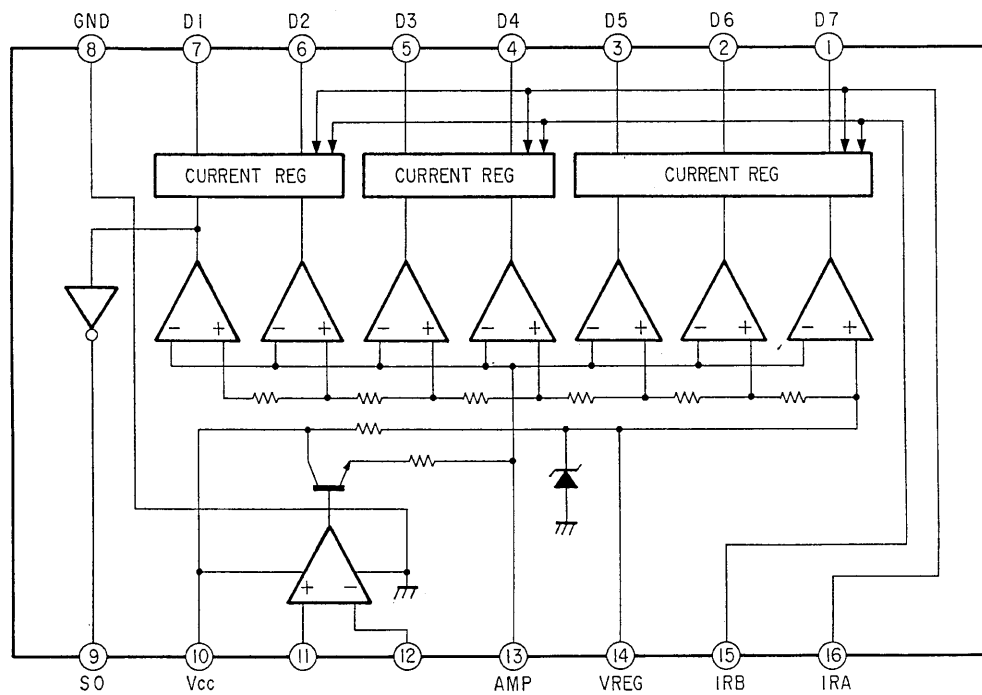 GND D1 D2 D3 D4 D5 D6 D7
8 7 6 5 4 3 2 1
CURRENT REG CURRENT REG CURRENT REG
- + - + - + - + - + - + - +
+ -
9 10 11 12 13 14 15 16
SO Vcc AMP VREG IRB IRA